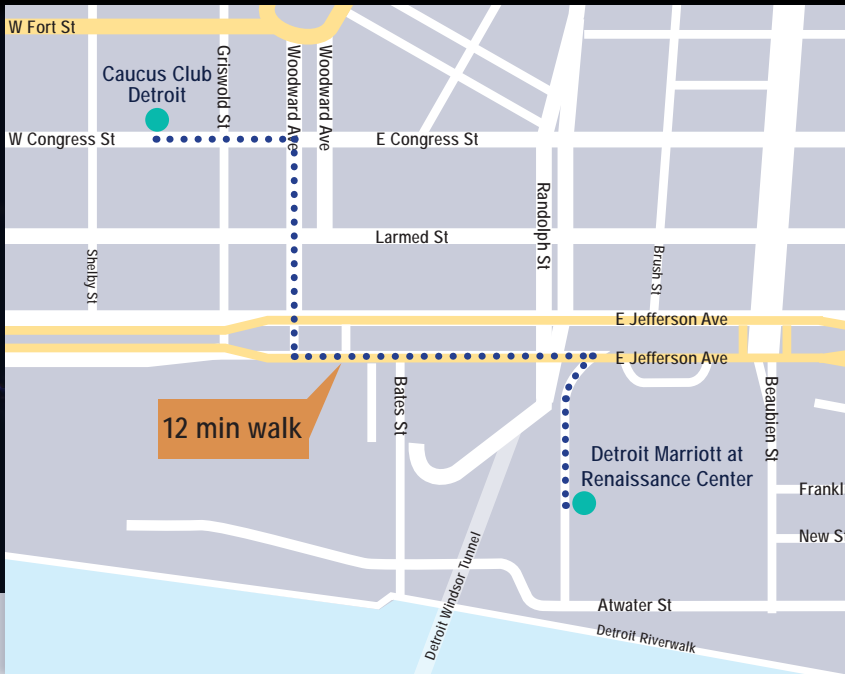 W Fort St
Griswold St
Woodward Ave
Woodward Ave
Caucus Club
Detroit
W Congress St
E Congress St
Randolph St
Larmed St
Shelby St
Brush St
E Jefferson Ave
E Jefferson Ave
12 min walk
Bates St
Beaubien St
Detroit Marriott at
Renaissance Center
Frankl
New S
Detroit Windsor Tunnel
Atwater St
Detroit Riverwalk